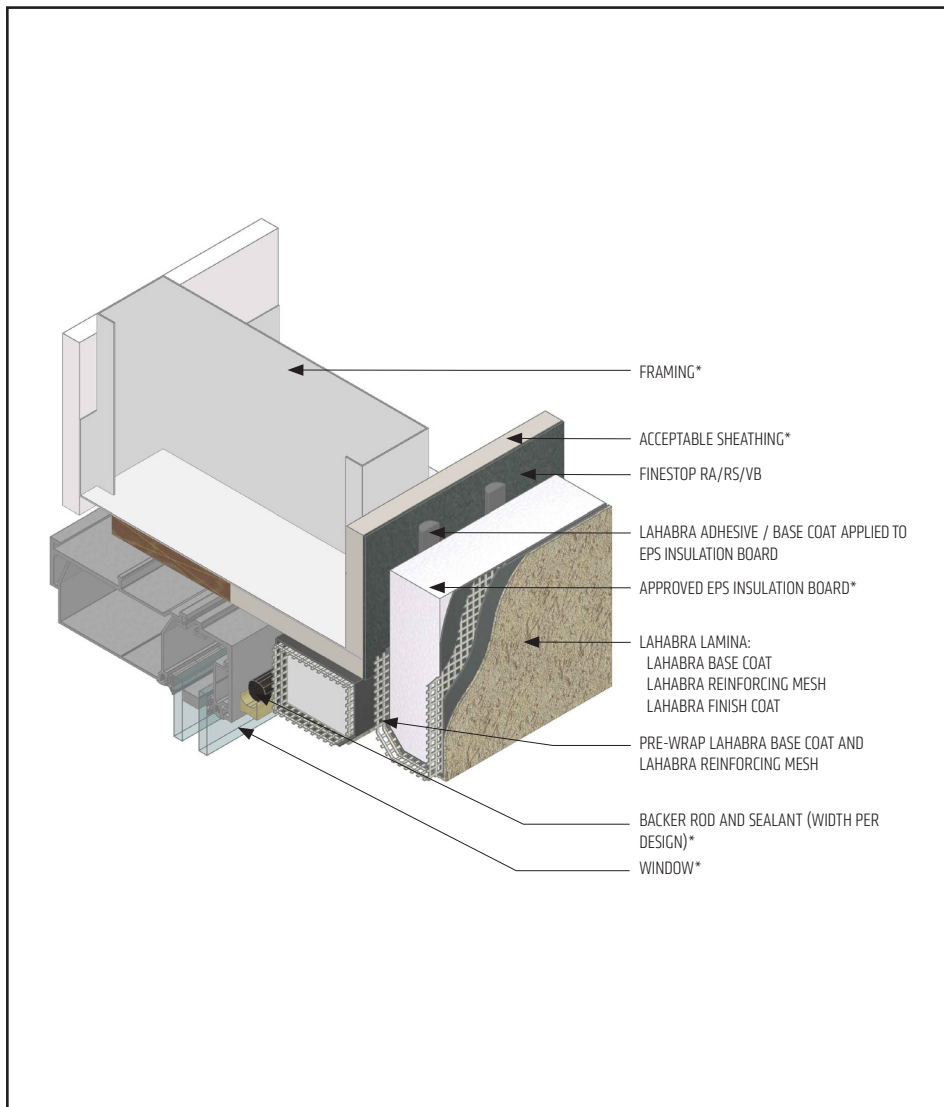 FRAMING*
ACCEPTABLE SHEATHING*
FINESTOP RA/RS/VB
LAHABRA ADHESIVE / BASE COAT APPLIED TO
EPS INSULATION BOARD
APPROVED EPS INSULATION BOARD*
LAHABRA LAMINA:
LAHABRA BASE COAT
LAHABRA REINFORCING MESH
LAHABRA FINISH COAT
PRE-WRAP LAHABRA BASE COAT AND
LAHABRA REINFORCING MESH
BACKER ROD AND SEALANT (WIDTH PER
DESIGN)*
WINDOW*